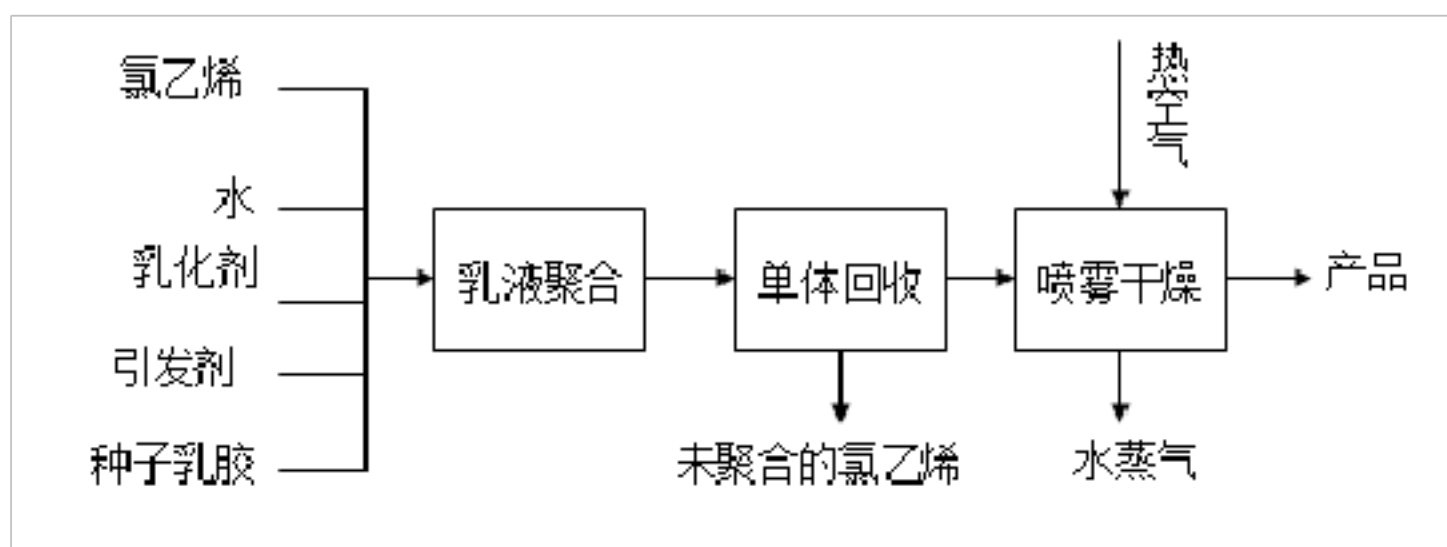 氯乙烯
水
乳化剂
引发剂
种子乳胶
乳液聚合
单体回收
未聚合的氯乙烯
热空气
喷雾干燥
水蒸气
产品